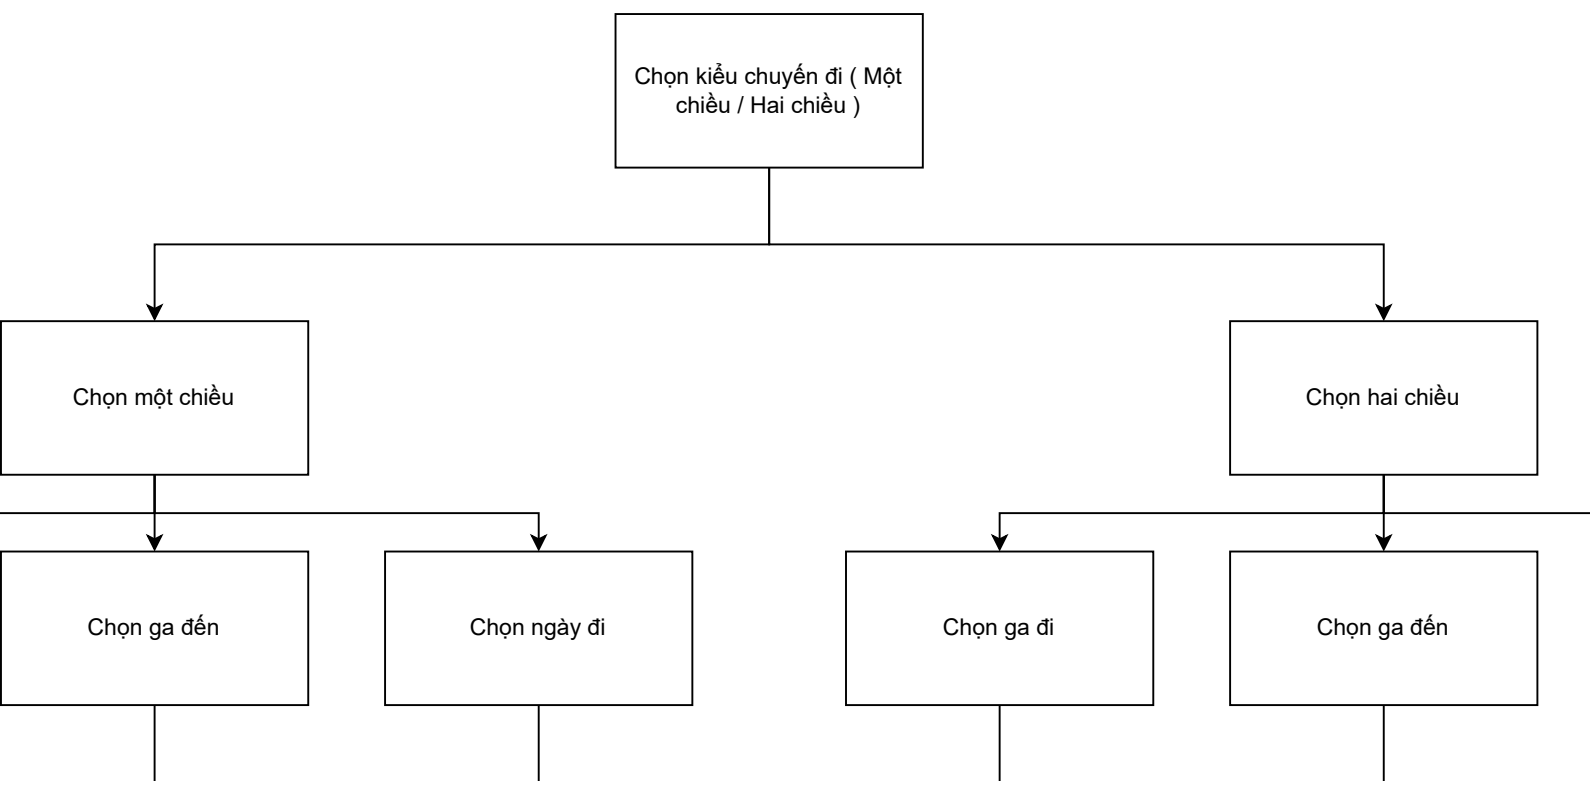 Chọn kiểu chuyến đi ( Một
chiều / Hai chiều )
Chọn một chiều
Chọn hai chiều
Chọn ga đến
Chọn ngày đi
Chọn ga đi
Chọn ga đến